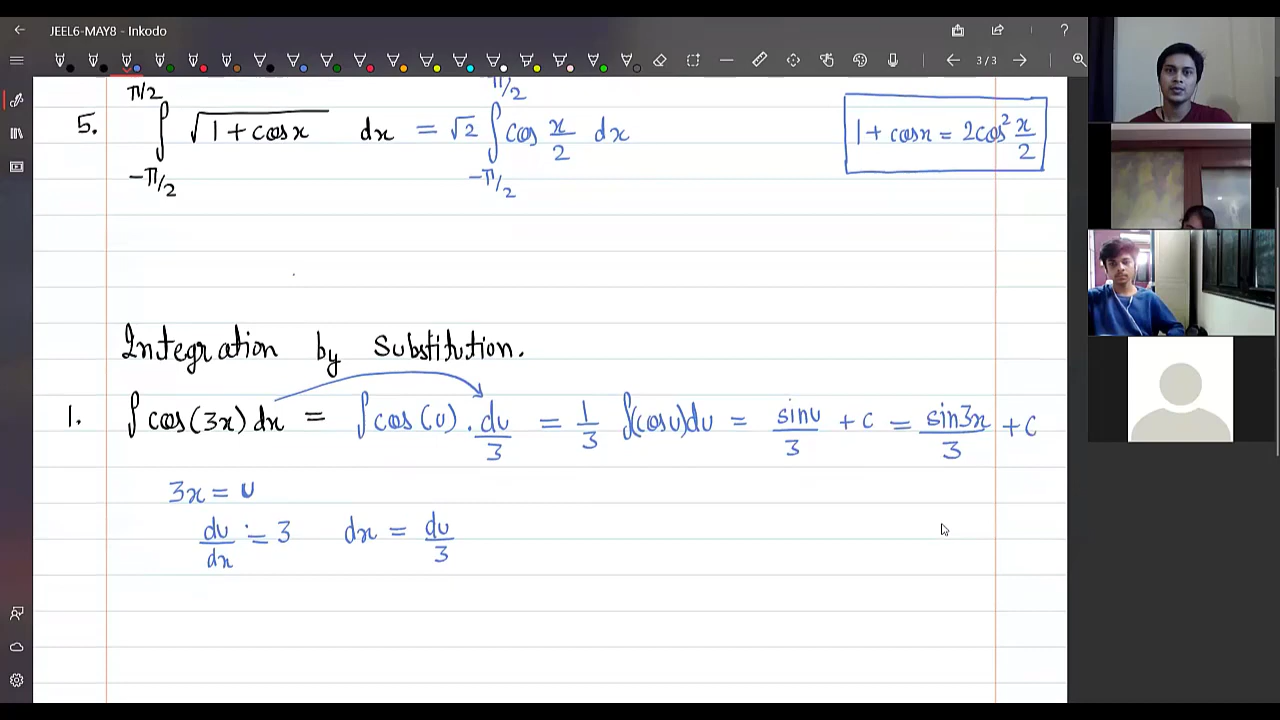 JEEL6-MAY8 - Inkodo
3/3
5. ∫_{-π/2}^{π/2} √(1 + cos x) dx = √2 ∫_{-π/2}^{π/2} cos x/2 dx
1 + cos x = 2cos² x/2
Integration by Substitution.
1. ∫ cos(3x) dx = ∫ cos(u) . du/3 = 1/3 ∫(cos u) du = sin u/3 + c = sin 3x/3 + c
3x = u
du/dx = 3 dx = du/3